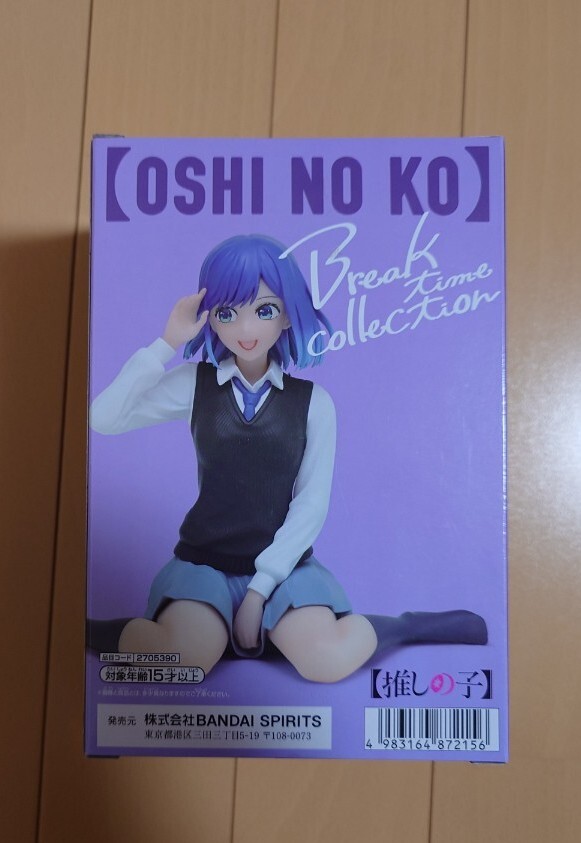 【OSHI NO KO】
Break
time
collection
品目コード 2705390
対象年齢15才以上
【推しの子】
発売元 株式会社BANDAI SPIRITS
東京都港区三田三丁目5-19 〒108-0073
4 983164 872156